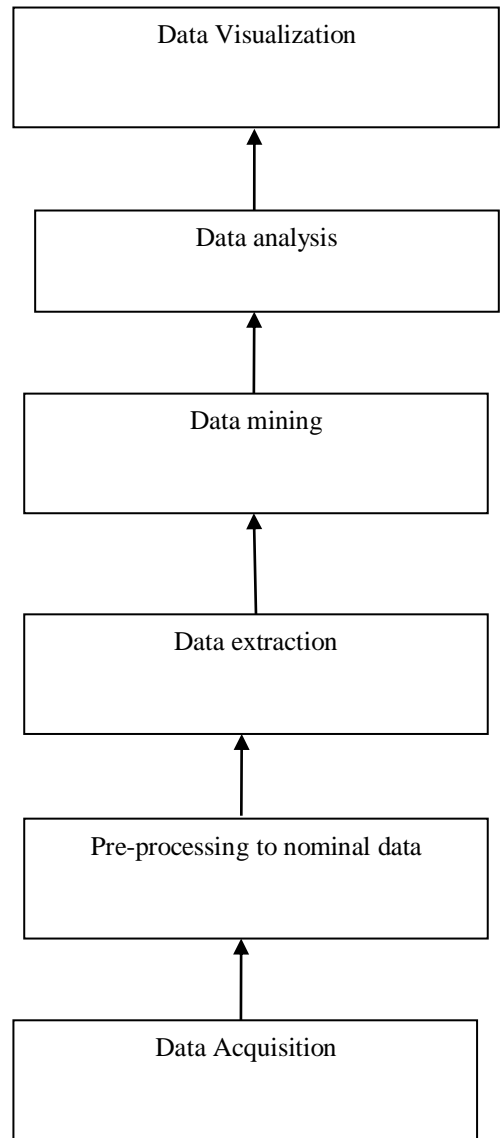 Data Visualization
Data analysis
Data mining
Data extraction
Pre-processing to nominal data
Data Acquisition